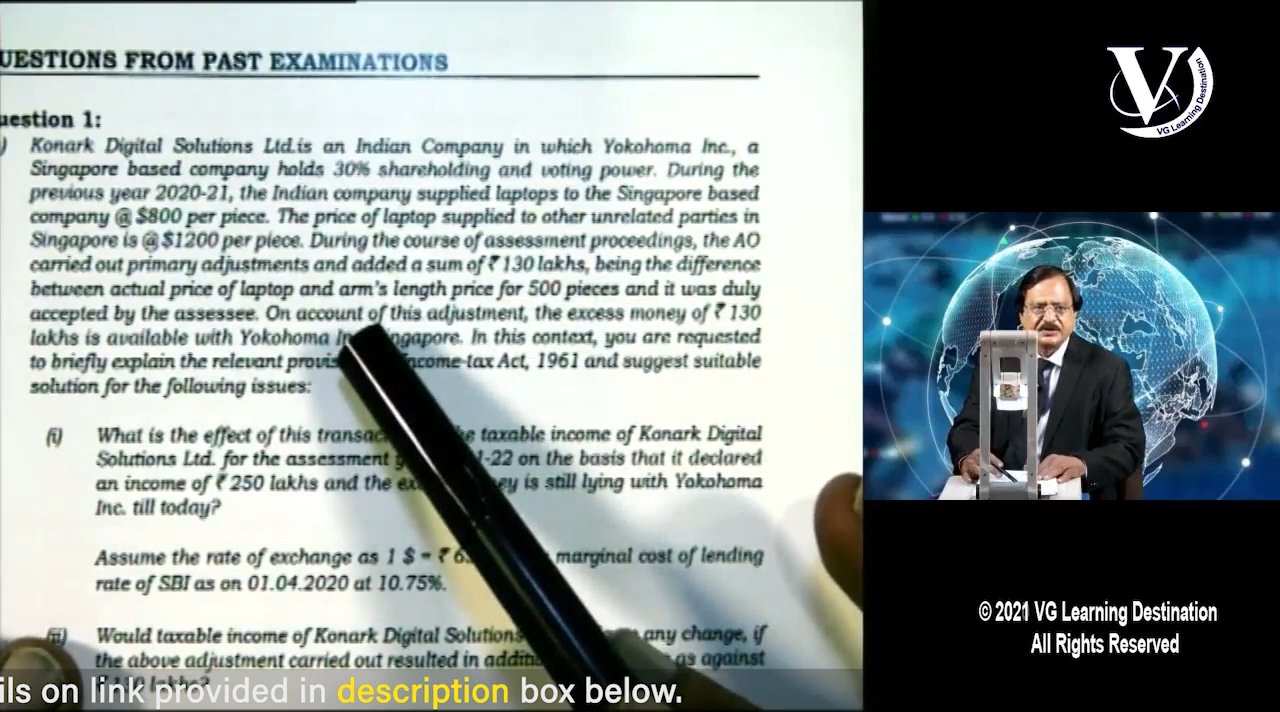 UESTIONS FROM PAST EXAMINATIONS
uestion 1:
) Konark Digital Solutions Ltd.is an Indian Company in which Yokohoma Inc., a
Singapore based company holds 30% shareholding and voting power. During the
previous year 2020-21, the Indian company supplied laptops to the Singapore based
company @ $800 per piece. The price of laptop supplied to other unrelated parties in
Singapore is @ $1200 per piece. During the course of assessment proceedings, the AO
carried out primary adjustments and added a sum of ₹ 130 lakhs, being the difference
between actual price of laptop and arm's length price for 500 pieces and it was duly
accepted by the assessee. On account of this adjustment, the excess money of ₹ 130
lakhs is available with Yokohoma In ngapore. In this context, you are requested
to briefly explain the relevant provis ncome-tax Act, 1961 and suggest suitable
solution for the following issues:
(i) What is the effect of this transac e taxable income of Konark Digital
Solutions Ltd. for the assessment 1-22 on the basis that it declared
an income of ₹ 250 lakhs and the ex ey is still lying with Yokohoma
Inc. till today?
Assume the rate of exchange as 1 $ = ₹ 6 marginal cost of lending
rate of SBI as on 01.04.2020 at 10.75%.
(ii) Would taxable income of Konark Digital Solutions any change, if
the above adjustment carried out resulted in additi as against
ils on link provided in description box below.
V
VG Learning Destination
© 2021 VG Learning Destination
All Rights Reserved